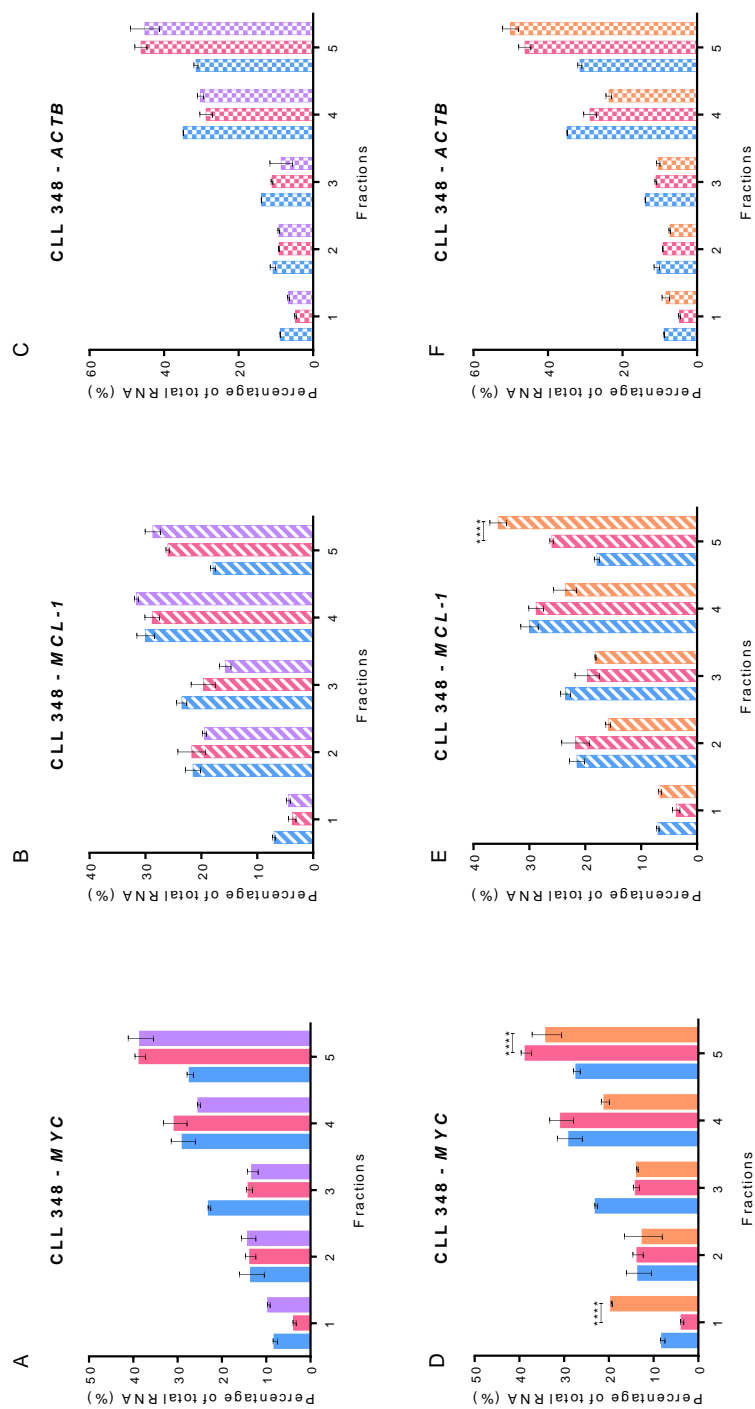 A
CLL 348 - MYC
Percentage of total RNA (%)
50
40
30
20
10
0
1 2 3 4 5
Fractions
B
CLL 348 - MCL-1
Percentage of total RNA (%)
40
30
20
10
0
1 2 3 4 5
Fractions
C
CLL 348 - ACTB
Percentage of total RNA (%)
60
40
20
0
1 2 3 4 5
Fractions
D
CLL 348 - MYC
Percentage of total RNA (%)
50
40
30
20
10
0
****
****
1 2 3 4 5
Fractions
E
CLL 348 - MCL-1
Percentage of total RNA (%)
40
30
20
10
0
****
1 2 3 4 5
Fractions
F
CLL 348 - ACTB
Percentage of total RNA (%)
60
40
20
0
1 2 3 4 5
Fractions